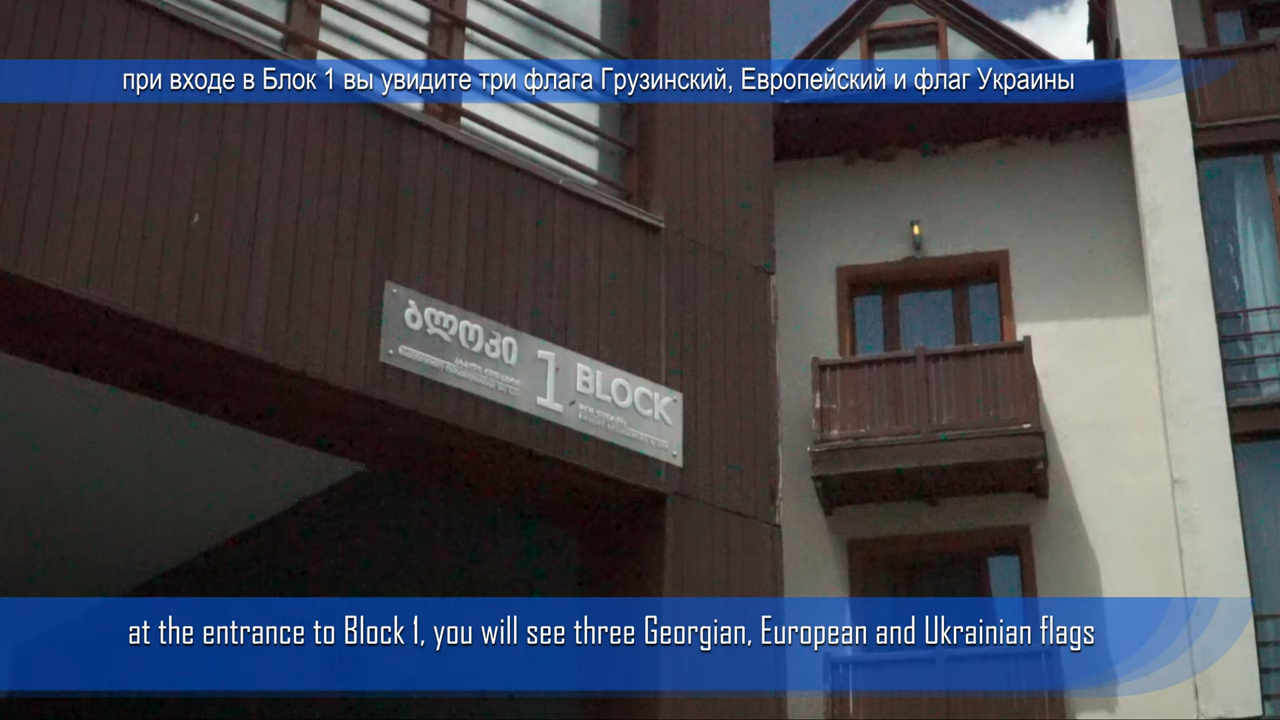 при входе в Блок 1 вы увидите три флага Грузинский, Европейский и флаг Украины
ბლოკი
1
BLOCK
at the entrance to Block 1, you will see three Georgian, European and Ukrainian flags